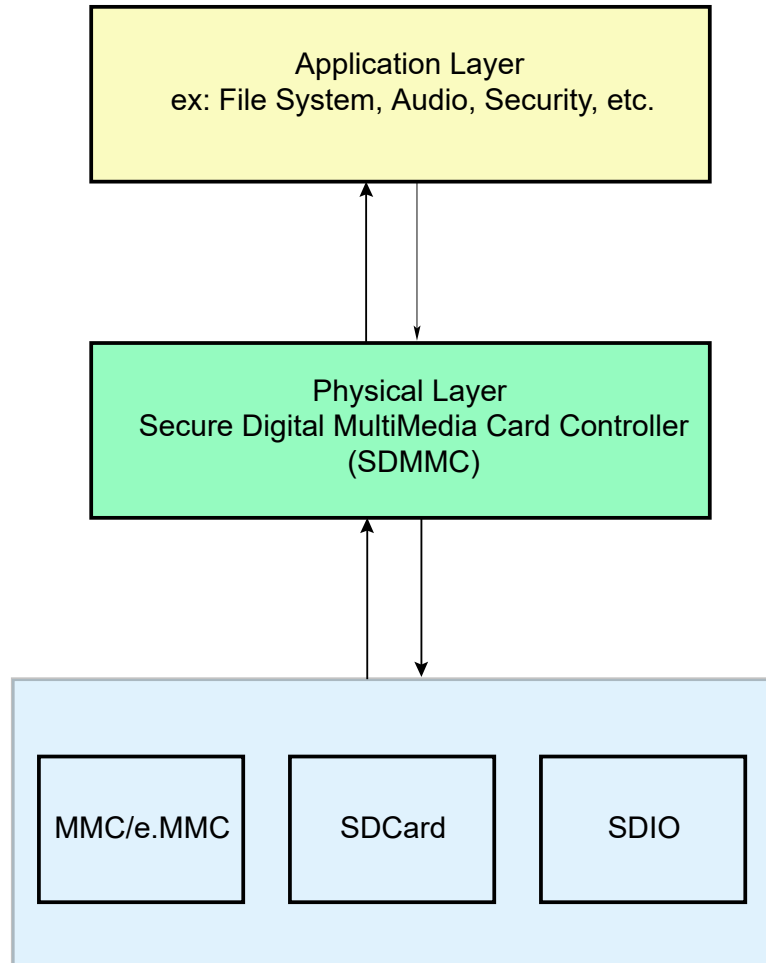 Application Layer
ex: File System, Audio, Security, etc.
Physical Layer
Secure Digital MultiMedia Card Controller
(SDMMC)
MMC/e.MMC
SDCard
SDIO